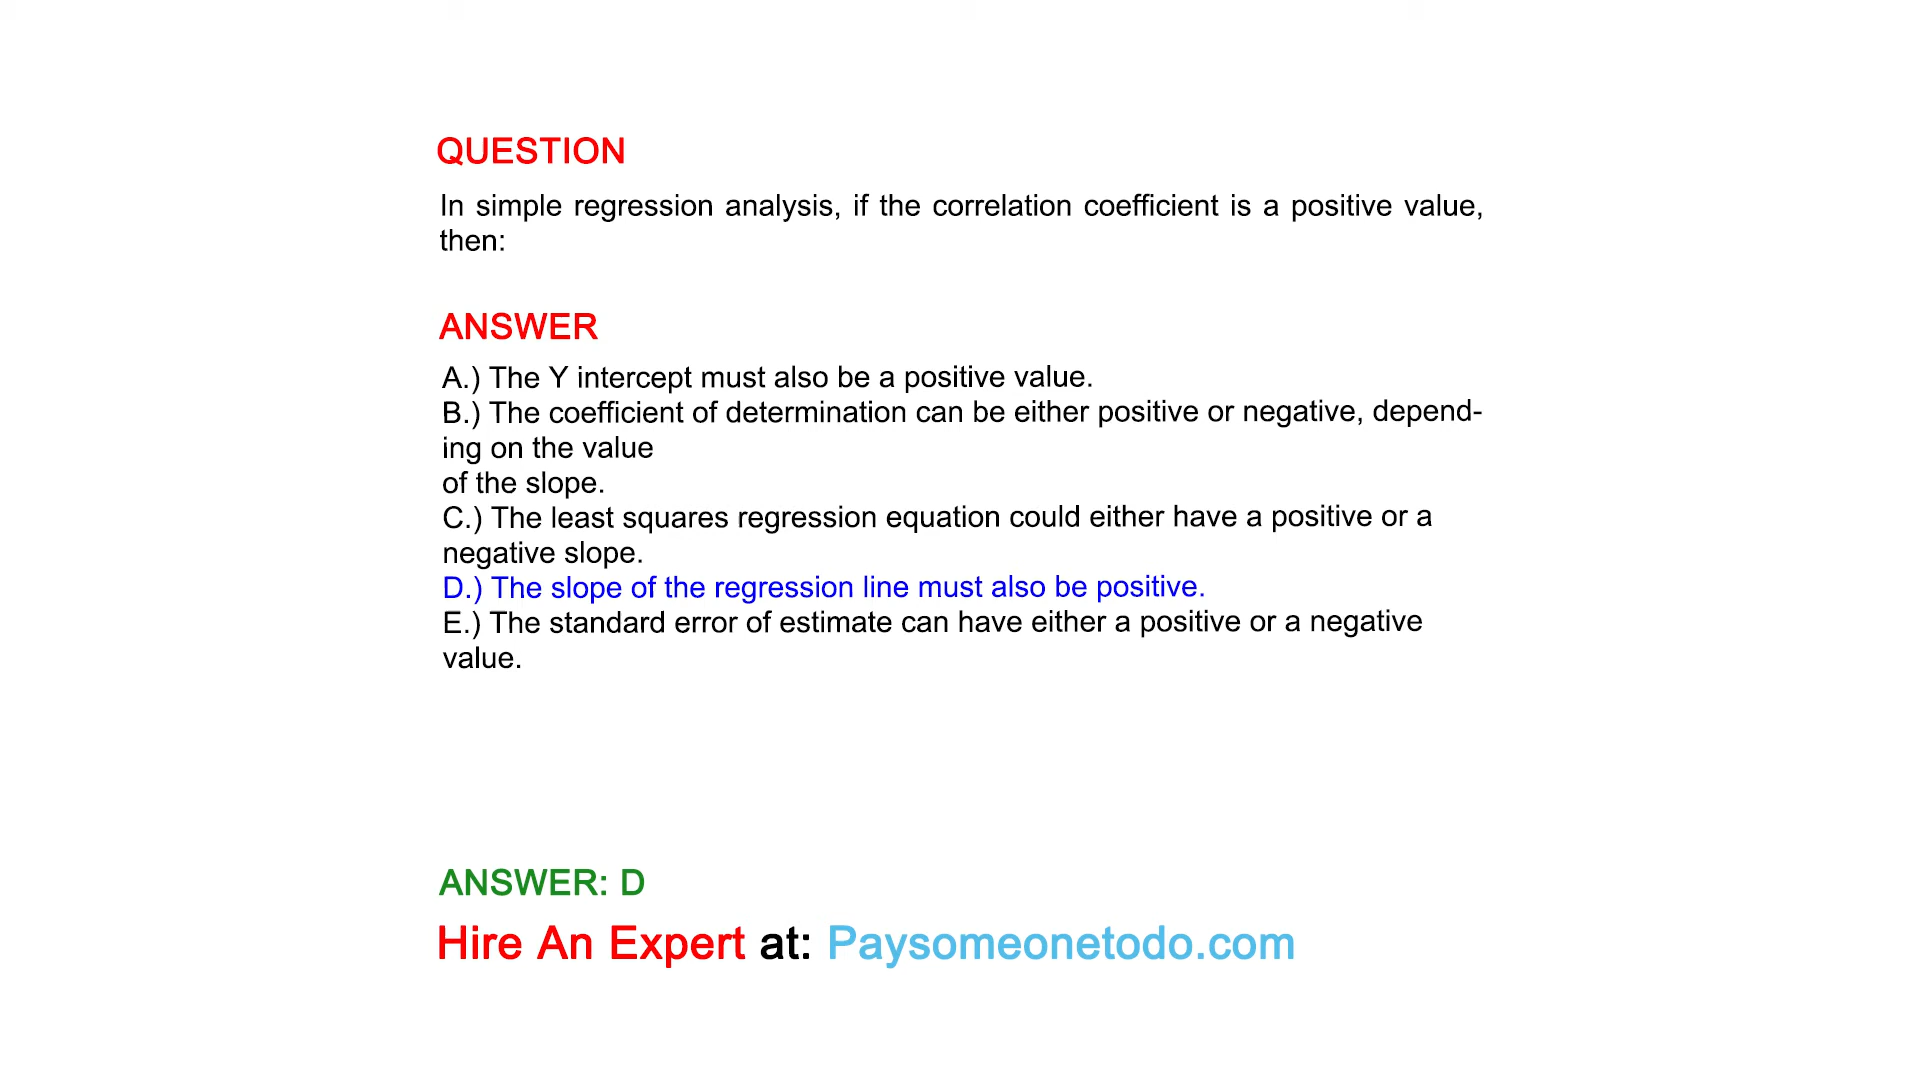 QUESTION
In simple regression analysis, if the correlation coefficient is a positive value,
then:
ANSWER
A.) The Y intercept must also be a positive value.
B.) The coefficient of determination can be either positive or negative, depend-
ing on the value
of the slope.
C.) The least squares regression equation could either have a positive or a
negative slope.
D.) The slope of the regression line must also be positive.
E.) The standard error of estimate can have either a positive or a negative
value.
ANSWER: D
Hire An Expert at: Paysomeonetodo.com